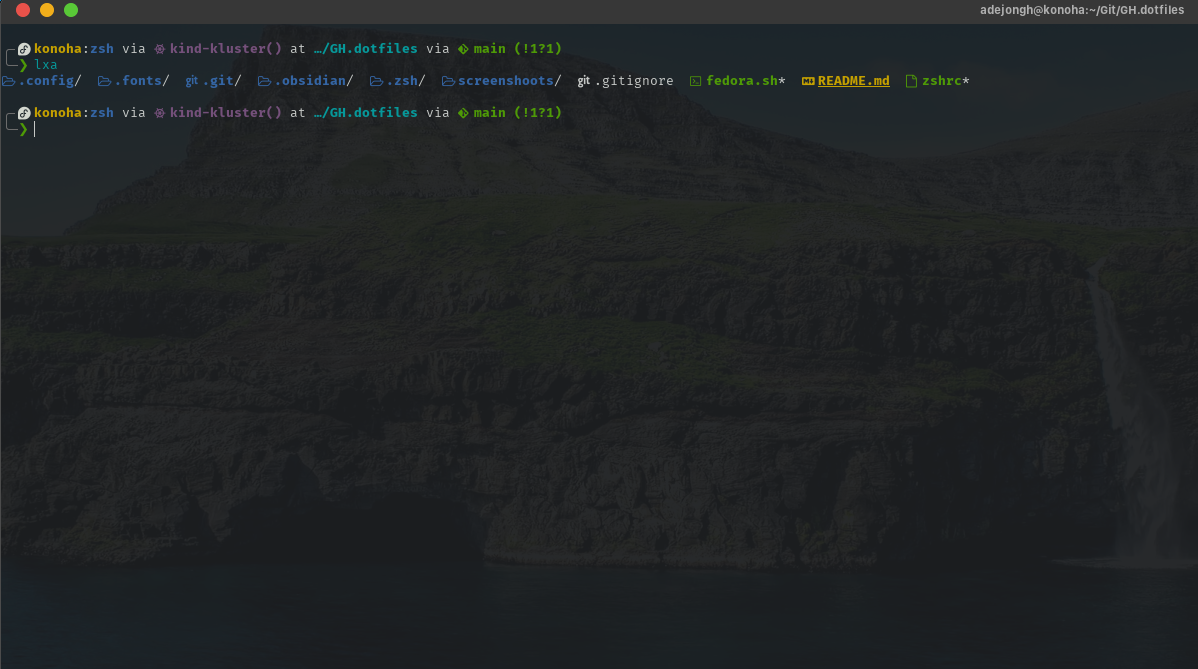 adejongh@konoha:~/Git/GH.dotfiles
konoha:zsh via kind-kluster() at …/GH.dotfiles via main (!1?1)
❯ lxa
.config/ .fonts/ git .git/ .obsidian/ .zsh/ screenshoots/ git .gitignore fedora.sh* README.md zshrc*
konoha:zsh via kind-kluster() at …/GH.dotfiles via main (!1?1)
❯